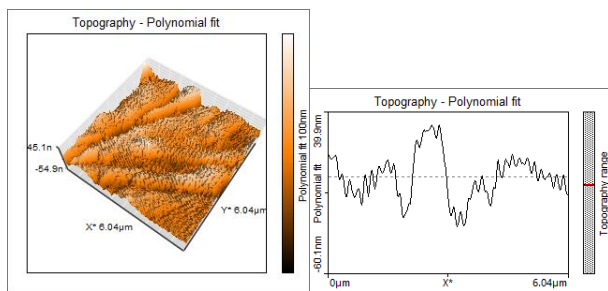 Topography - Polynomial fit
45.1n
-54.9n
X* 6.04µm
Y* 6.04µm
Polynomial fit 100nm
Topography - Polynomial fit
39.9nm
Polynomial fit
-60.1nm
0µm
X*
6.04µm
Topography range